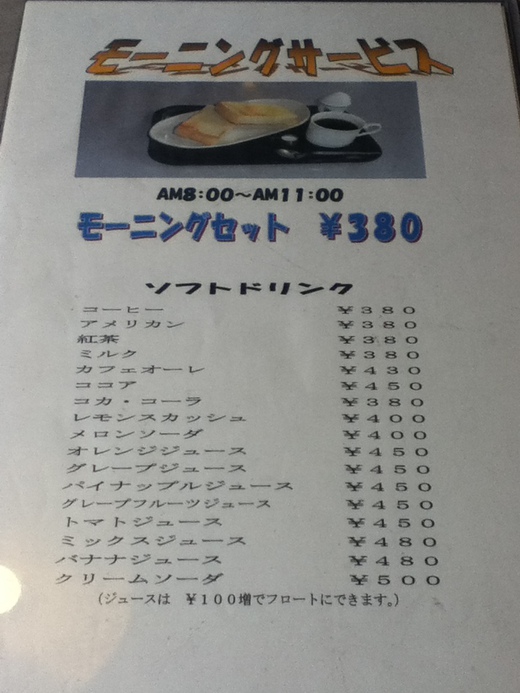 モーニングサービス
AM8:00〜AM11:00
モーニングセット ￥380
ソフトドリンク
コーヒー ￥３８０
アメリカン ￥３８０
紅茶 ￥３８０
ミルク ￥３８０
カフェオーレ ￥４３０
ココア ￥４５０
コカ・コーラ ￥３８０
レモンスカッシュ ￥４００
メロンソーダ ￥４００
オレンジジュース ￥４５０
グレープジュース ￥４５０
パイナップルジュース ￥４５０
グレープフルーツジュース ￥４５０
トマトジュース ￥４５０
ミックスジュース ￥４８０
バナナジュース ￥４８０
クリームソーダ ￥５００
（ジュースは ￥１００増でフロートにできます。）